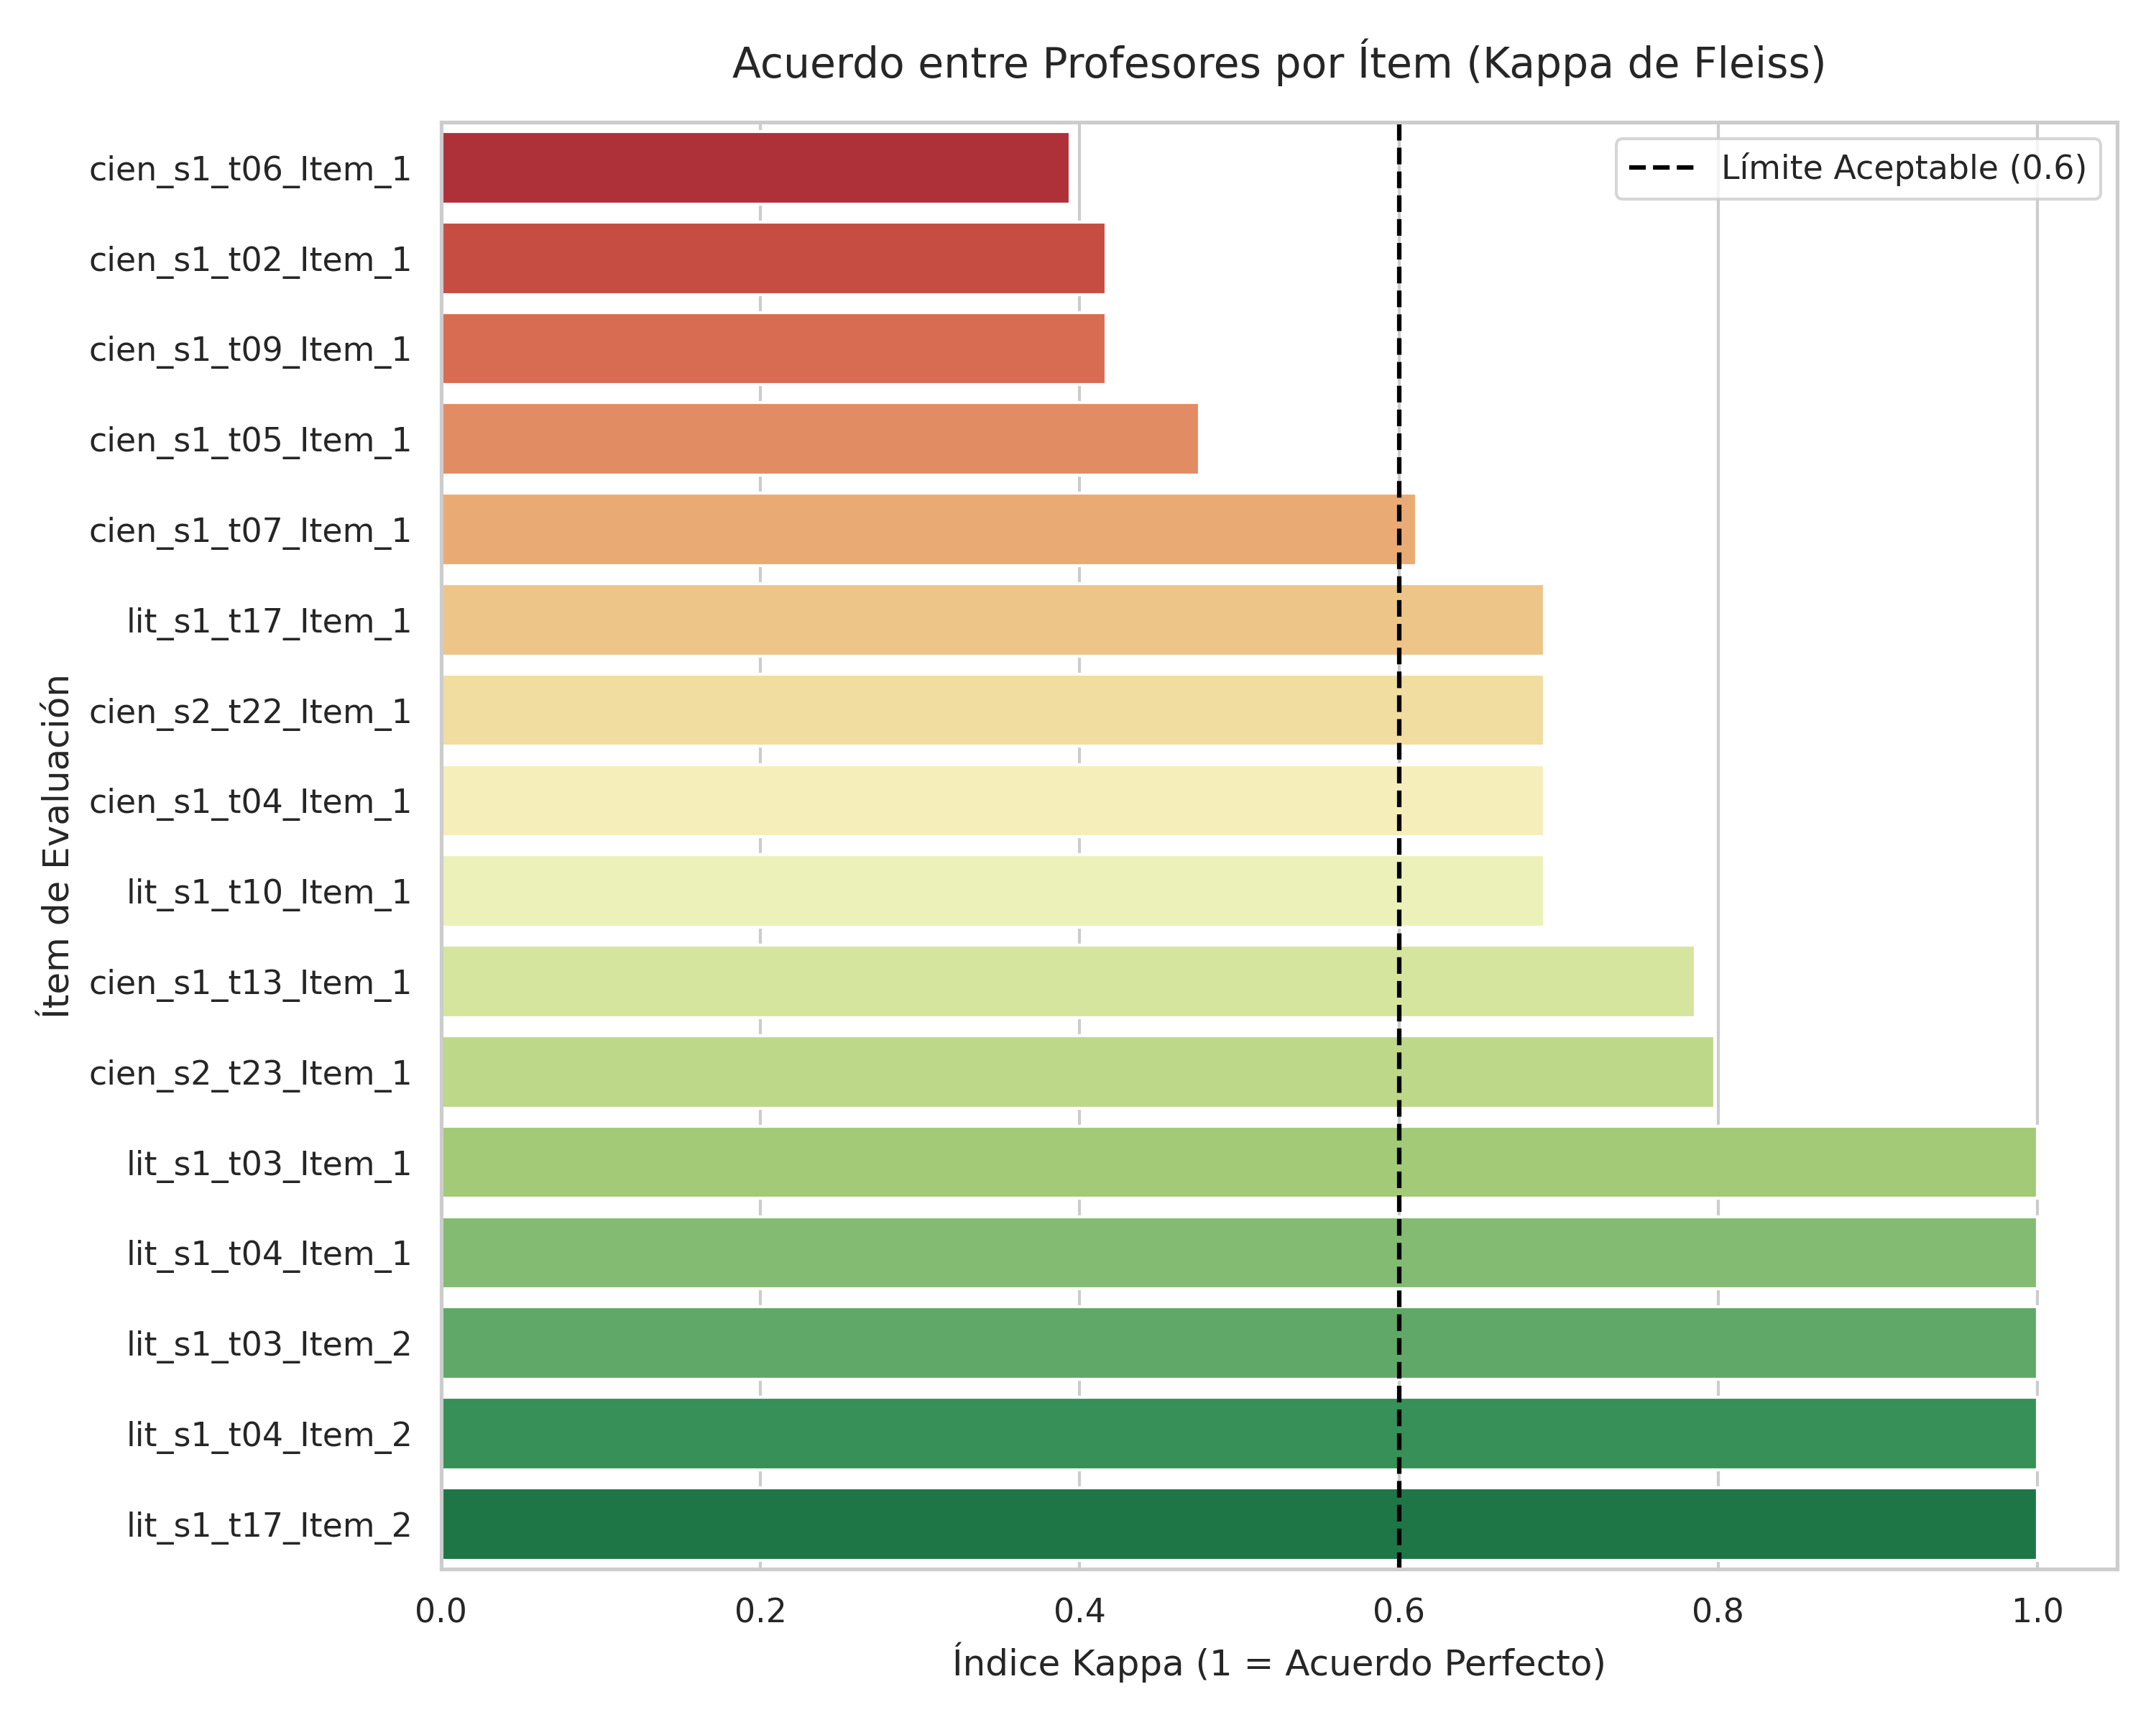 Acuerdo entre Profesores por Ítem (Kappa de Fleiss)
Límite Aceptable (0.6)
Ítem de Evaluación
cien_s1_t06_Item_1
cien_s1_t02_Item_1
cien_s1_t09_Item_1
cien_s1_t05_Item_1
cien_s1_t07_Item_1
lit_s1_t17_Item_1
cien_s2_t22_Item_1
cien_s1_t04_Item_1
lit_s1_t10_Item_1
cien_s1_t13_Item_1
cien_s2_t23_Item_1
lit_s1_t03_Item_1
lit_s1_t04_Item_1
lit_s1_t03_Item_2
lit_s1_t04_Item_2
lit_s1_t17_Item_2
0.0 0.2 0.4 0.6 0.8 1.0
Índice Kappa (1 = Acuerdo Perfecto)